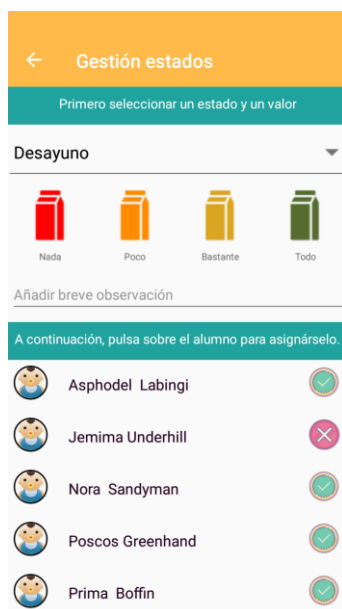 Gestión estados
Primero seleccionar un estado y un valor
Desayuno
Nada Poco Bastante Todo
Añadir breve observación
A continuación, pulsa sobre el alumno para asignárselo.
Asphodel Labingi
Jemima Underhill
Nora Sandyman
Poscos Greenhand
Prima Boffin